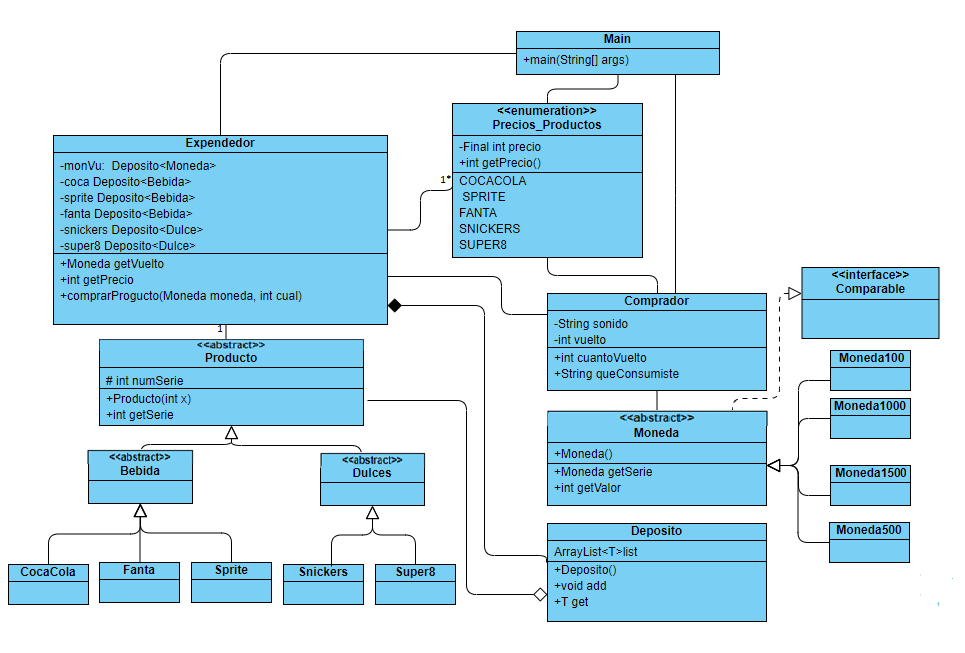 Main
+main(String[] args)
<<enumeration>>
Precios_Productos
-Final int precio
+int getPrecio()
COCACOLA
SPRITE
FANTA
SNICKERS
SUPER8
Expendedor
-monVu:  Deposito<Moneda>
-coca Deposito<Bebida>
-sprite Deposito<Bebida>
-fanta Deposito<Bebida>
-snickers Deposito<Dulce>
-super8 Deposito<Dulce>
+Moneda getVuelto
+int getPrecio
+comprarProgucto(Moneda moneda, int cual)
1*
1
<<interface>>
Comparable
Comprador
-String sonido
-int vuelto
+int cuantoVuelto
+String queConsumiste
<<abstract>>
Producto
# int numSerie
+Producto(int x)
+int getSerie
Moneda100
Moneda1000
Moneda1500
Moneda500
<<abstract>>
Moneda
+Moneda()
+Moneda getSerie
+int getValor
<<abstract>>
Bebida
<<abstract>>
Dulces
Deposito
ArrayList<T>list
+Deposito()
+void add
+T get
CocaCola
Fanta
Sprite
Snickers
Super8